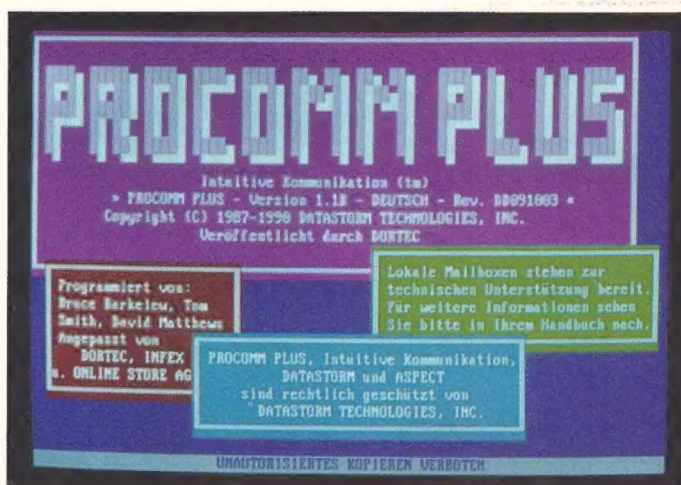 PROCOMM PLUS
Intuitive Kommunikation (tm)
» PROCOMM PLUS - Version 1.1B - DEUTSCH - Rev. DD091003 «
Copyright (C) 1987-1990 DATASTORM TECHNOLOGIES, INC.
Veröffentlicht durch DORTEC
Programmiert von:
Bruce Barkelew, Tom
Smith, David Matthews
Angepasst von
DORTEC, INFEX
u. ONLINE STORE AG
Lokale Mailboxen stehen zur
technischen Unterstützung bereit.
Für weitere Informationen sehen
Sie bitte in Ihrem Handbuch nach.
PROCOMM PLUS, Intuitive Kommunikation,
DATASTORM und ASPECT
sind rechtlich geschützt von
DATASTORM TECHNOLOGIES, INC.
UNAUTORISIERTES KOPIEREN VERBOTEN